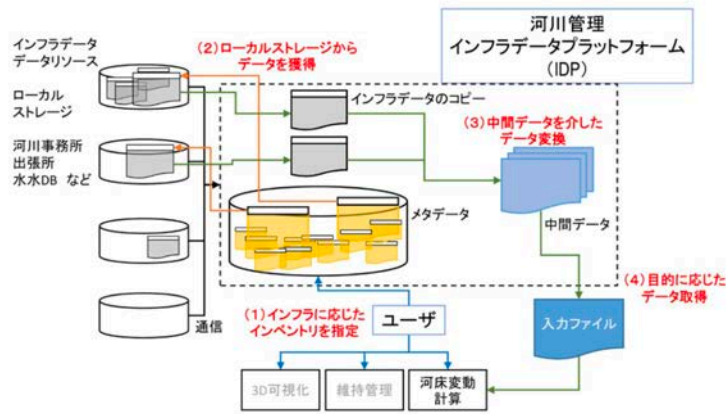 河川管理
インフラデータプラットフォーム
(IDP)
インフラデータ
データリソース
(2)ローカルストレージから
データを獲得
ローカル
ストレージ
インフラデータのコピー
(3)中間データを介した
データ変換
河川事務所
出張所
水水DB など
メタデータ
中間データ
(4)目的に応じた
データ取得
通信
(1)インフラに応じた
インベントリを指定
ユーザ
入力ファイル
3D可視化
維持管理
河床変動
計算